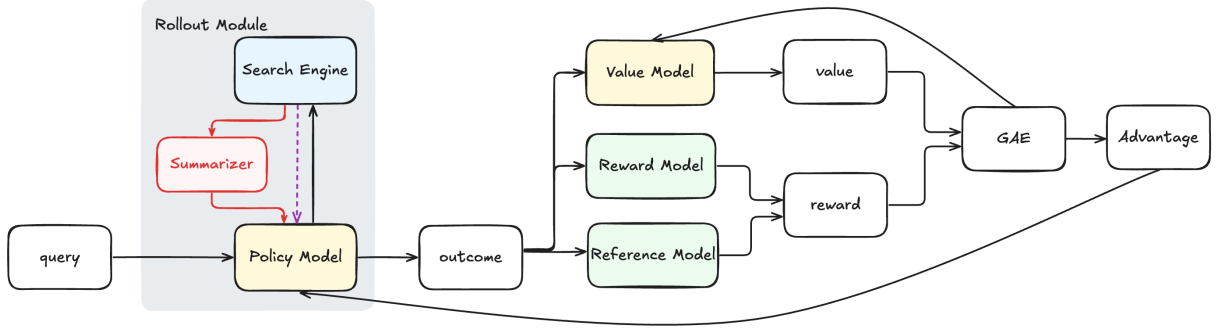 Rollout Module
Search Engine
Summarizer
query
Policy Model
outcome
Value Model
Reward Model
Reference Model
value
reward
GAE
Advantage